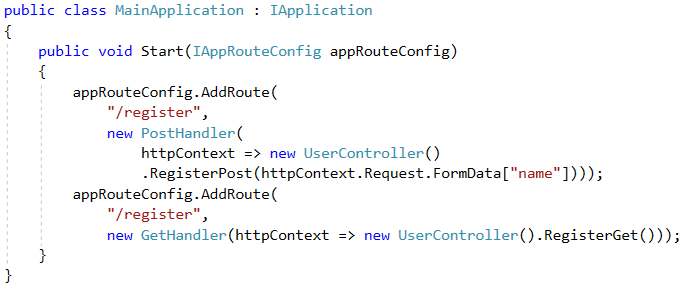 public class MainApplication : IApplication
{
    public void Start(IAppRouteConfig appRouteConfig)
    {
        appRouteConfig.AddRoute(
            "/register",
            new PostHandler(
                httpContext => new UserController()
                .RegisterPost(httpContext.Request.FormData["name"])));
        appRouteConfig.AddRoute(
            "/register",
            new GetHandler(httpContext => new UserController().RegisterGet()));
    }
}